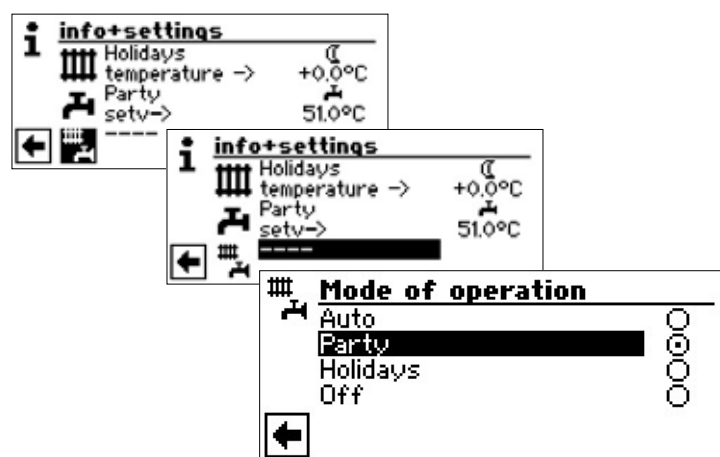 i info+settings
Holidays
temperature -> +0.0°C
Party
setv-> 51.0°C
----
i info+settings
Holidays
temperature -> +0.0°C
Party
setv-> 51.0°C
----
Mode of operation
Auto
Party
Holidays
Off